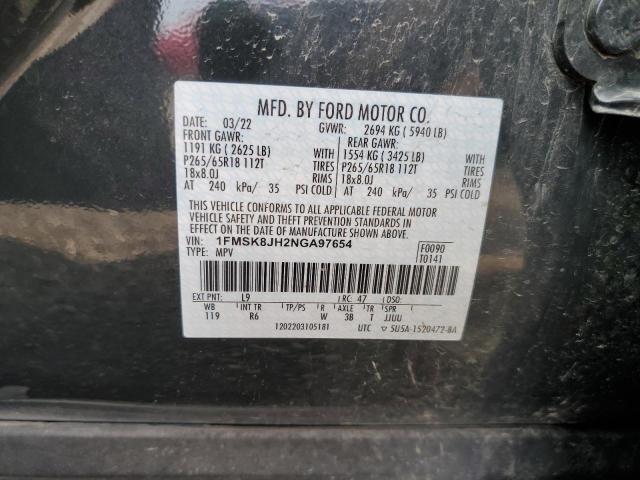 MFD. BY FORD MOTOR CO.
DATE: 03/22 GVWR: 2694 KG ( 5940 LB)
FRONT GAWR: REAR GAWR:
1191 KG ( 2625 LB) WITH 1554 KG ( 3425 LB) WITH
P265/65R18 112T TIRES P265/65R18 112T TIRES
18x8.0J RIMS 18x8.0J RIMS
AT 240 kPa/ 35 PSI COLD AT 240 kPa/ 35 PSI COLD
THIS VEHICLE CONFORMS TO ALL APPLICABLE FEDERAL MOTOR
VEHICLE SAFETY AND THEFT PREVENTION STANDARDS IN
EFFECT ON THE DATE OF MANUFACTURE SHOWN ABOVE.
VIN: 1FMSK8JH2NGA97654 F0090
TYPE: MPV T0141
EXT PNT: L9 RC: 47 DSO:
WB INT TR TP/PS R AXLE TR SPR
119 R6 W 3B T JJUU
1202203105181 UTC ▽ 5U5A-1520472-BA